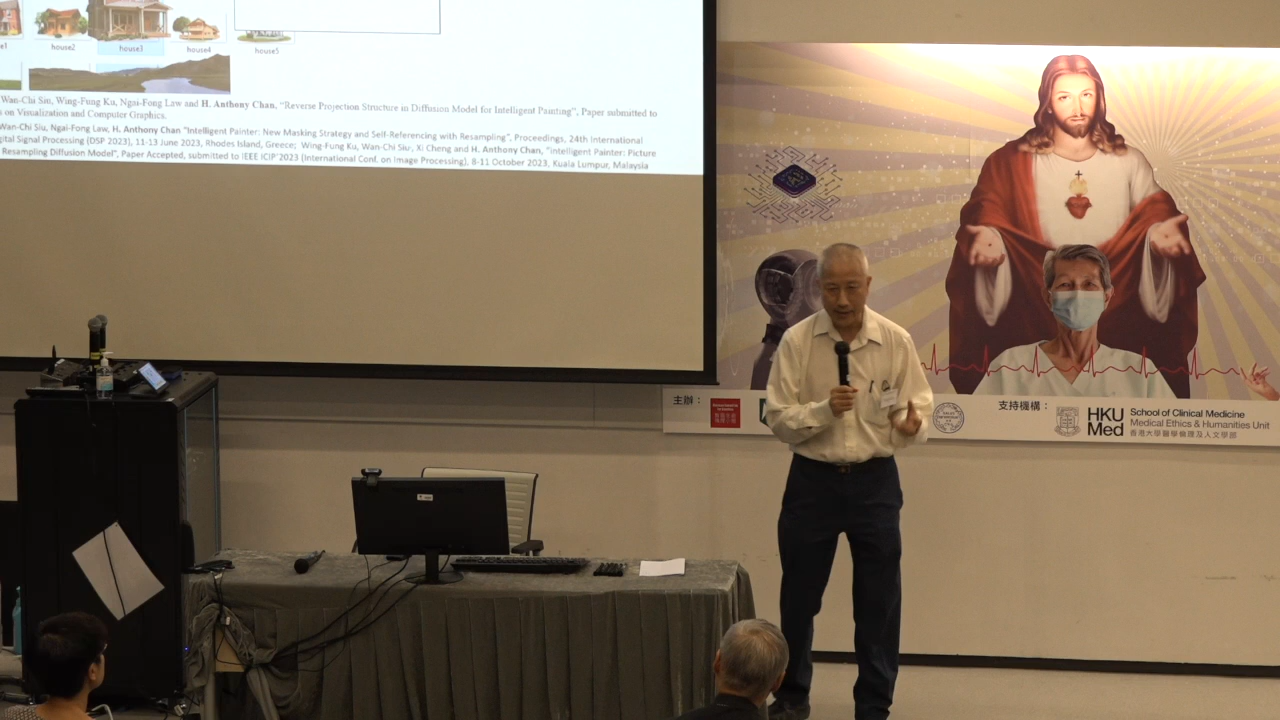 house2
house3
house4
house5
Wan-Chi Siu, Wing-Fung Ku, Ngai-Fong Law and H. Anthony Chan, "Reverse Projection Structure in Diffusion Model for Intelligent Painting", Paper submitted to
on Visualization and Computer Graphics.
Wan-Chi Siu, Ngai-Fong Law, H. Anthony Chan "Intelligent Painter: New Masking Strategy and Self-Referencing with Resampling", Proceedings, 24th International
Signal Processing (DSP 2023), 11-13 June 2023, Rhodes Island, Greece; Wing-Fung Ku, Wan-Chi Siu, Xi Cheng and H. Anthony Chan, "Intelligent Painter: Picture
Resampling Diffusion Model", Paper Accepted, submitted to IEEE ICIP'2023 (International Conf. on Image Processing), 8-11 October 2023, Kuala Lumpur, Malaysia
主辦：
支持機構：
HKU
Med
School of Clinical Medicine
Medical Ethics & Humanities Unit
香港大學醫學倫理及人文學部